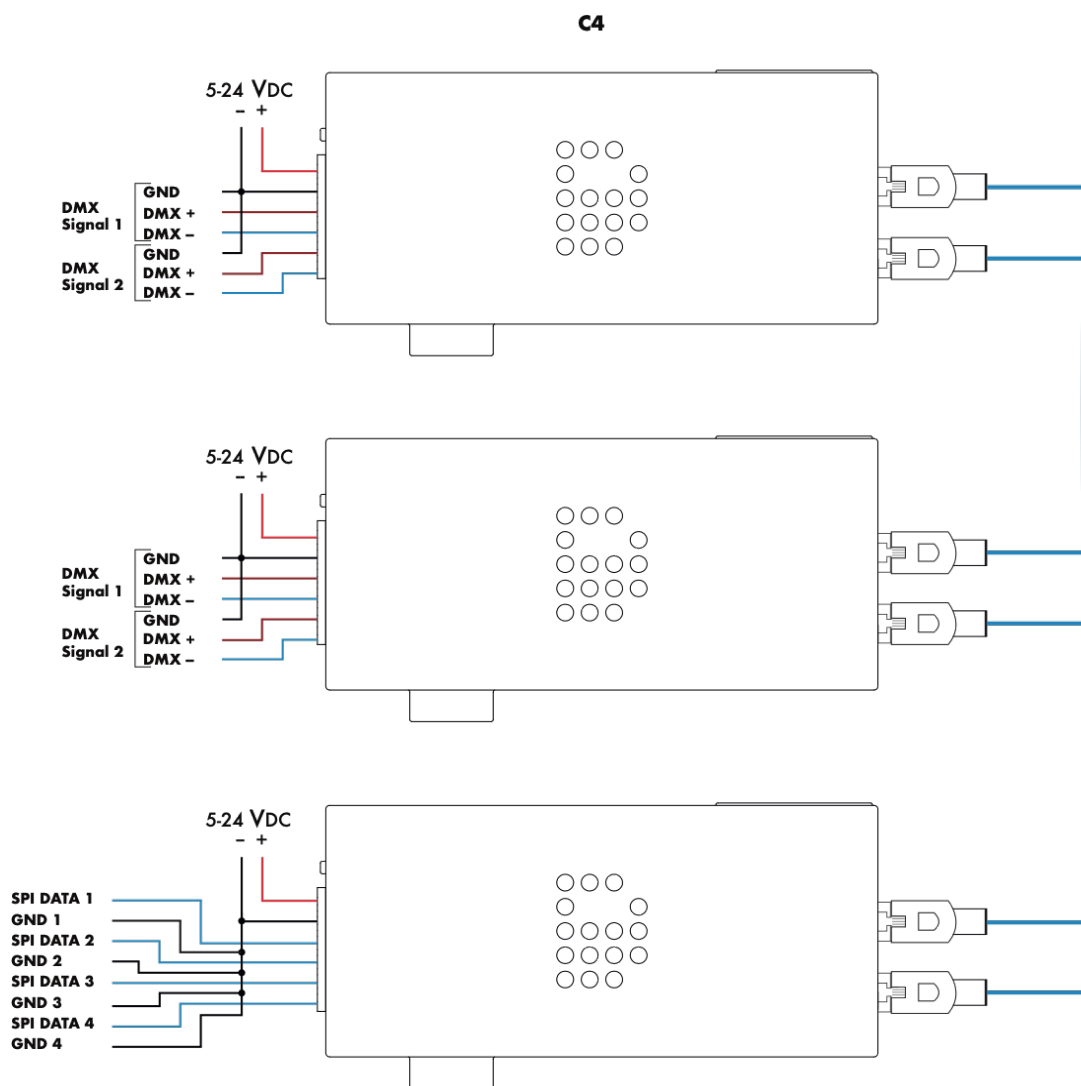 C4
5-24 VDC
– +
GND
DMX Signal 1
DMX +
DMX –
GND
DMX Signal 2
DMX +
DMX –
5-24 VDC
– +
GND
DMX Signal 1
DMX +
DMX –
GND
DMX Signal 2
DMX +
DMX –
5-24 VDC
– +
SPI DATA 1
GND 1
SPI DATA 2
GND 2
SPI DATA 3
GND 3
SPI DATA 4
GND 4